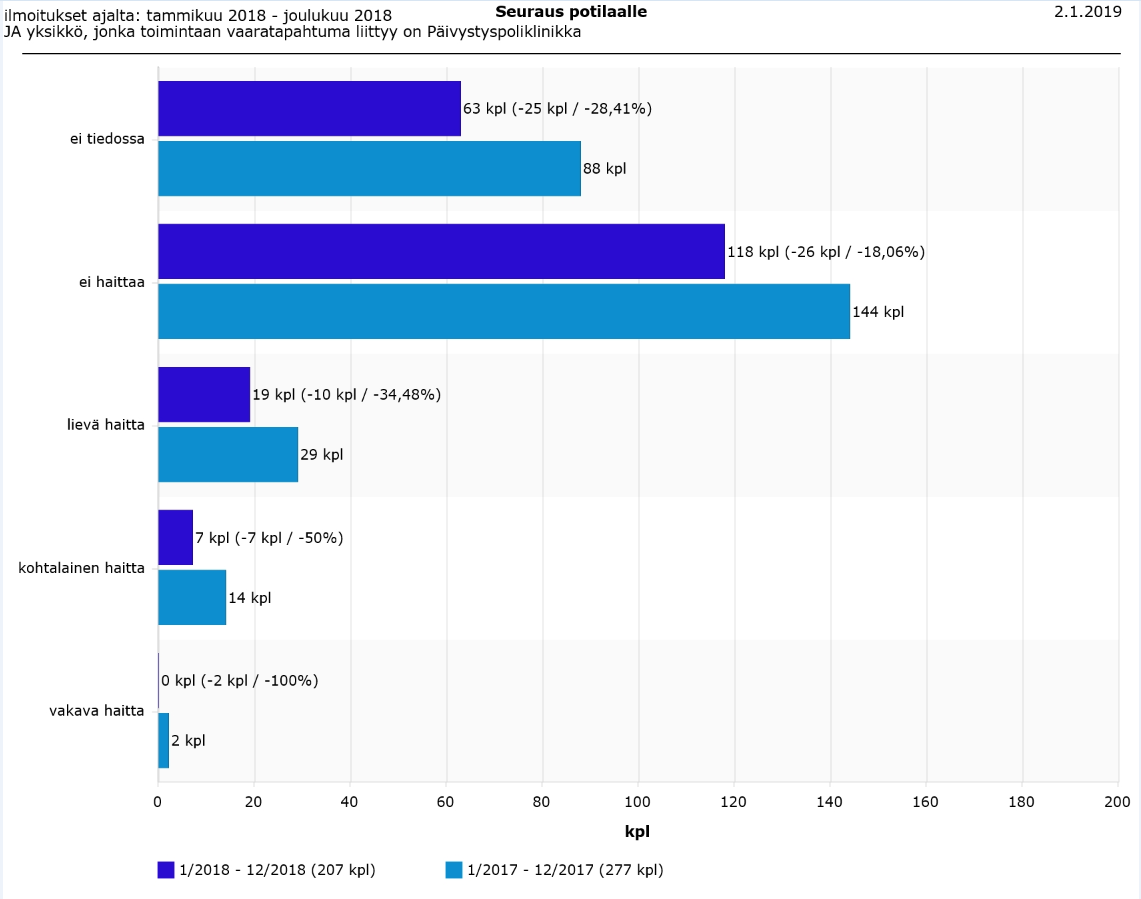 ilmoitukset ajalta: tammikuu 2018 - joulukuu 2018
Seuraus potilaalle
2.1.2019
JA yksikkö, jonka toimintaan vaaratapahtuma liittyy on Päivystyspoliklinikka
ei tiedossa
63 kpl (-25 kpl / -28,41%)
88 kpl
ei haittaa
118 kpl (-26 kpl / -18,06%)
144 kpl
lievä haitta
19 kpl (-10 kpl / -34,48%)
29 kpl
kohtalainen haitta
7 kpl (-7 kpl / -50%)
14 kpl
vakava haitta
0 kpl (-2 kpl / -100%)
2 kpl
0 20 40 60 80 100 120 140 160 180 200
kpl
1/2018 - 12/2018 (207 kpl)
1/2017 - 12/2017 (277 kpl)